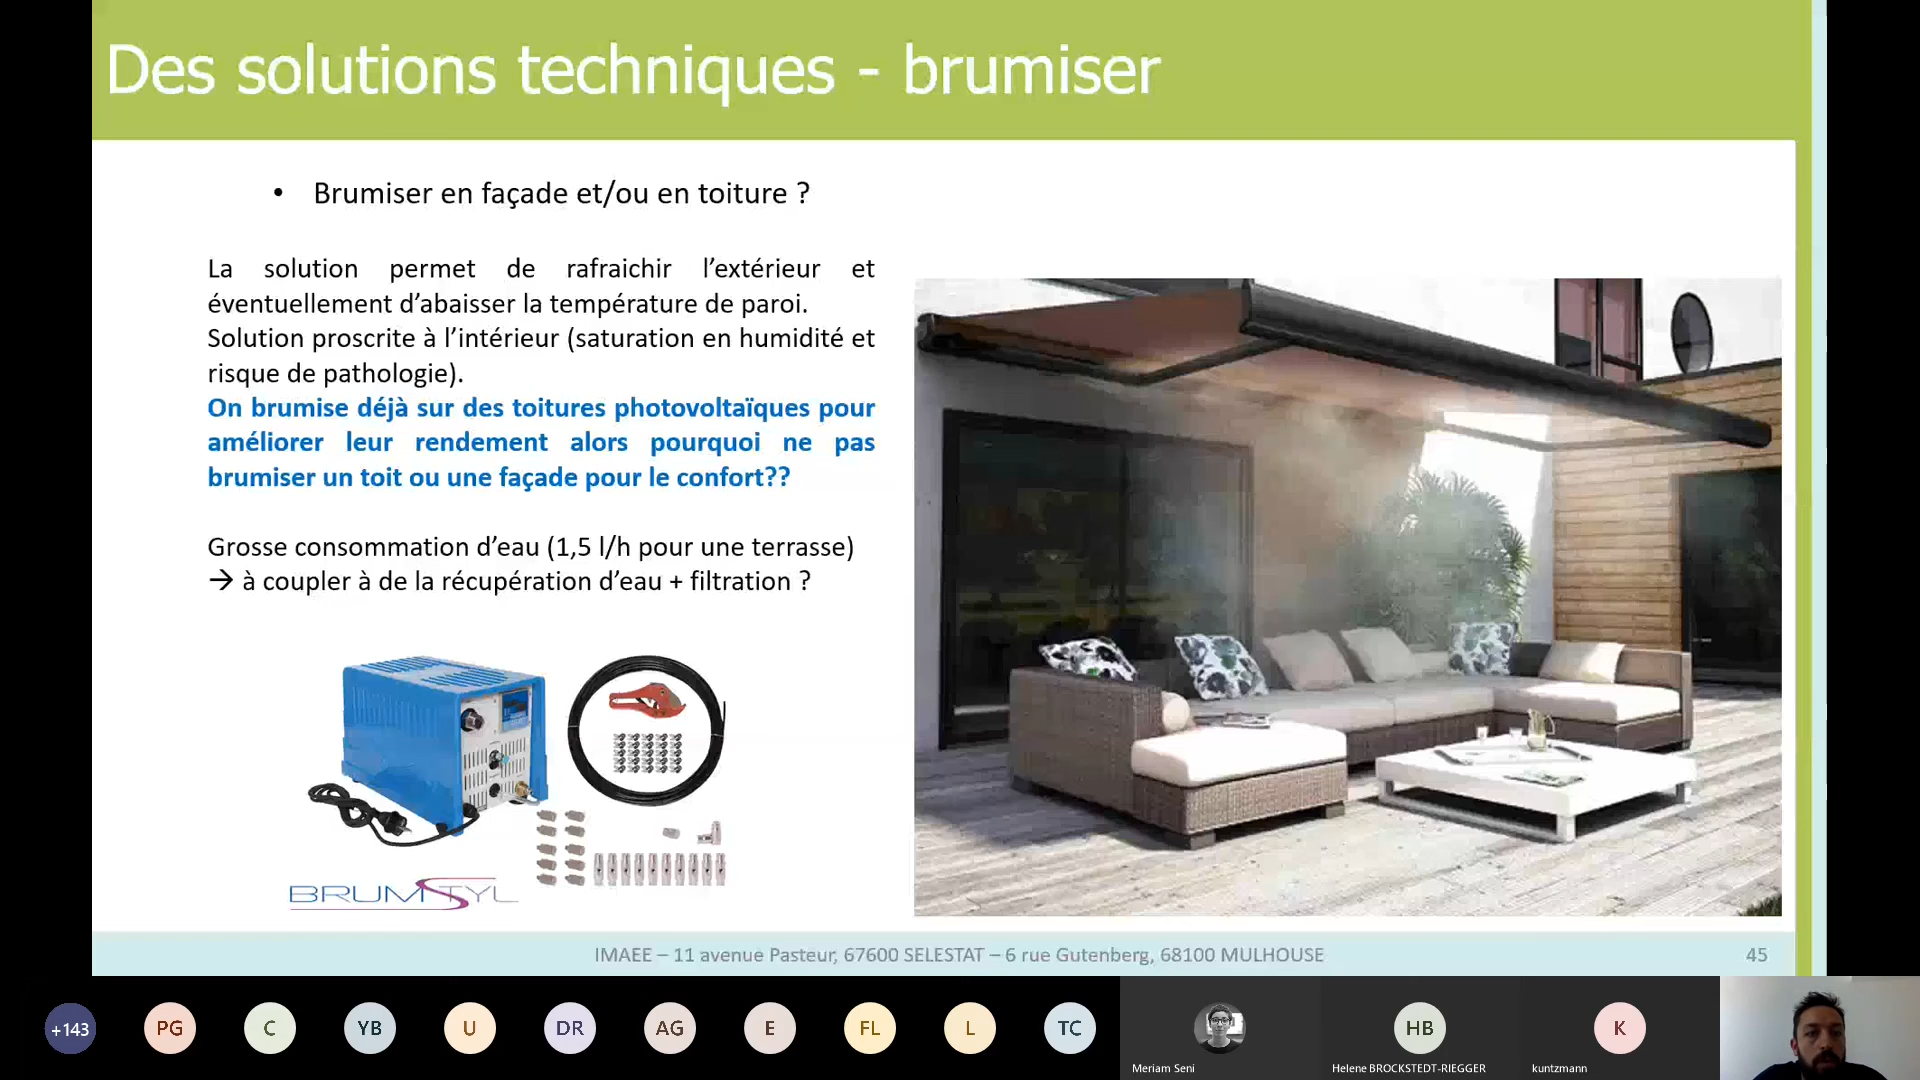 Des solutions techniques - brumiser
• Brumiser en façade et/ou en toiture ?
La solution permet de rafraichir l’extérieur et
éventuellement d’abaisser la température de paroi.
Solution proscrite à l’intérieur (saturation en humidité et
risque de pathologie).
On brumise déjà sur des toitures photovoltaïques pour
améliorer leur rendement alors pourquoi ne pas
brumiser un toit ou une façade pour le confort??
Grosse consommation d’eau (1,5 l/h pour une terrasse)
→ à coupler à de la récupération d’eau + filtration ?
BRUMSTYL
IMAEE – 11 avenue Pasteur, 67600 SELESTAT – 6 rue Gutenberg, 68100 MULHOUSE
45
+143
PG
C
YB
U
DR
AG
E
FL
L
TC
HB
K
Meriam Seni
Helene BROCKSTEDT-RIEGGER
kuntzmann